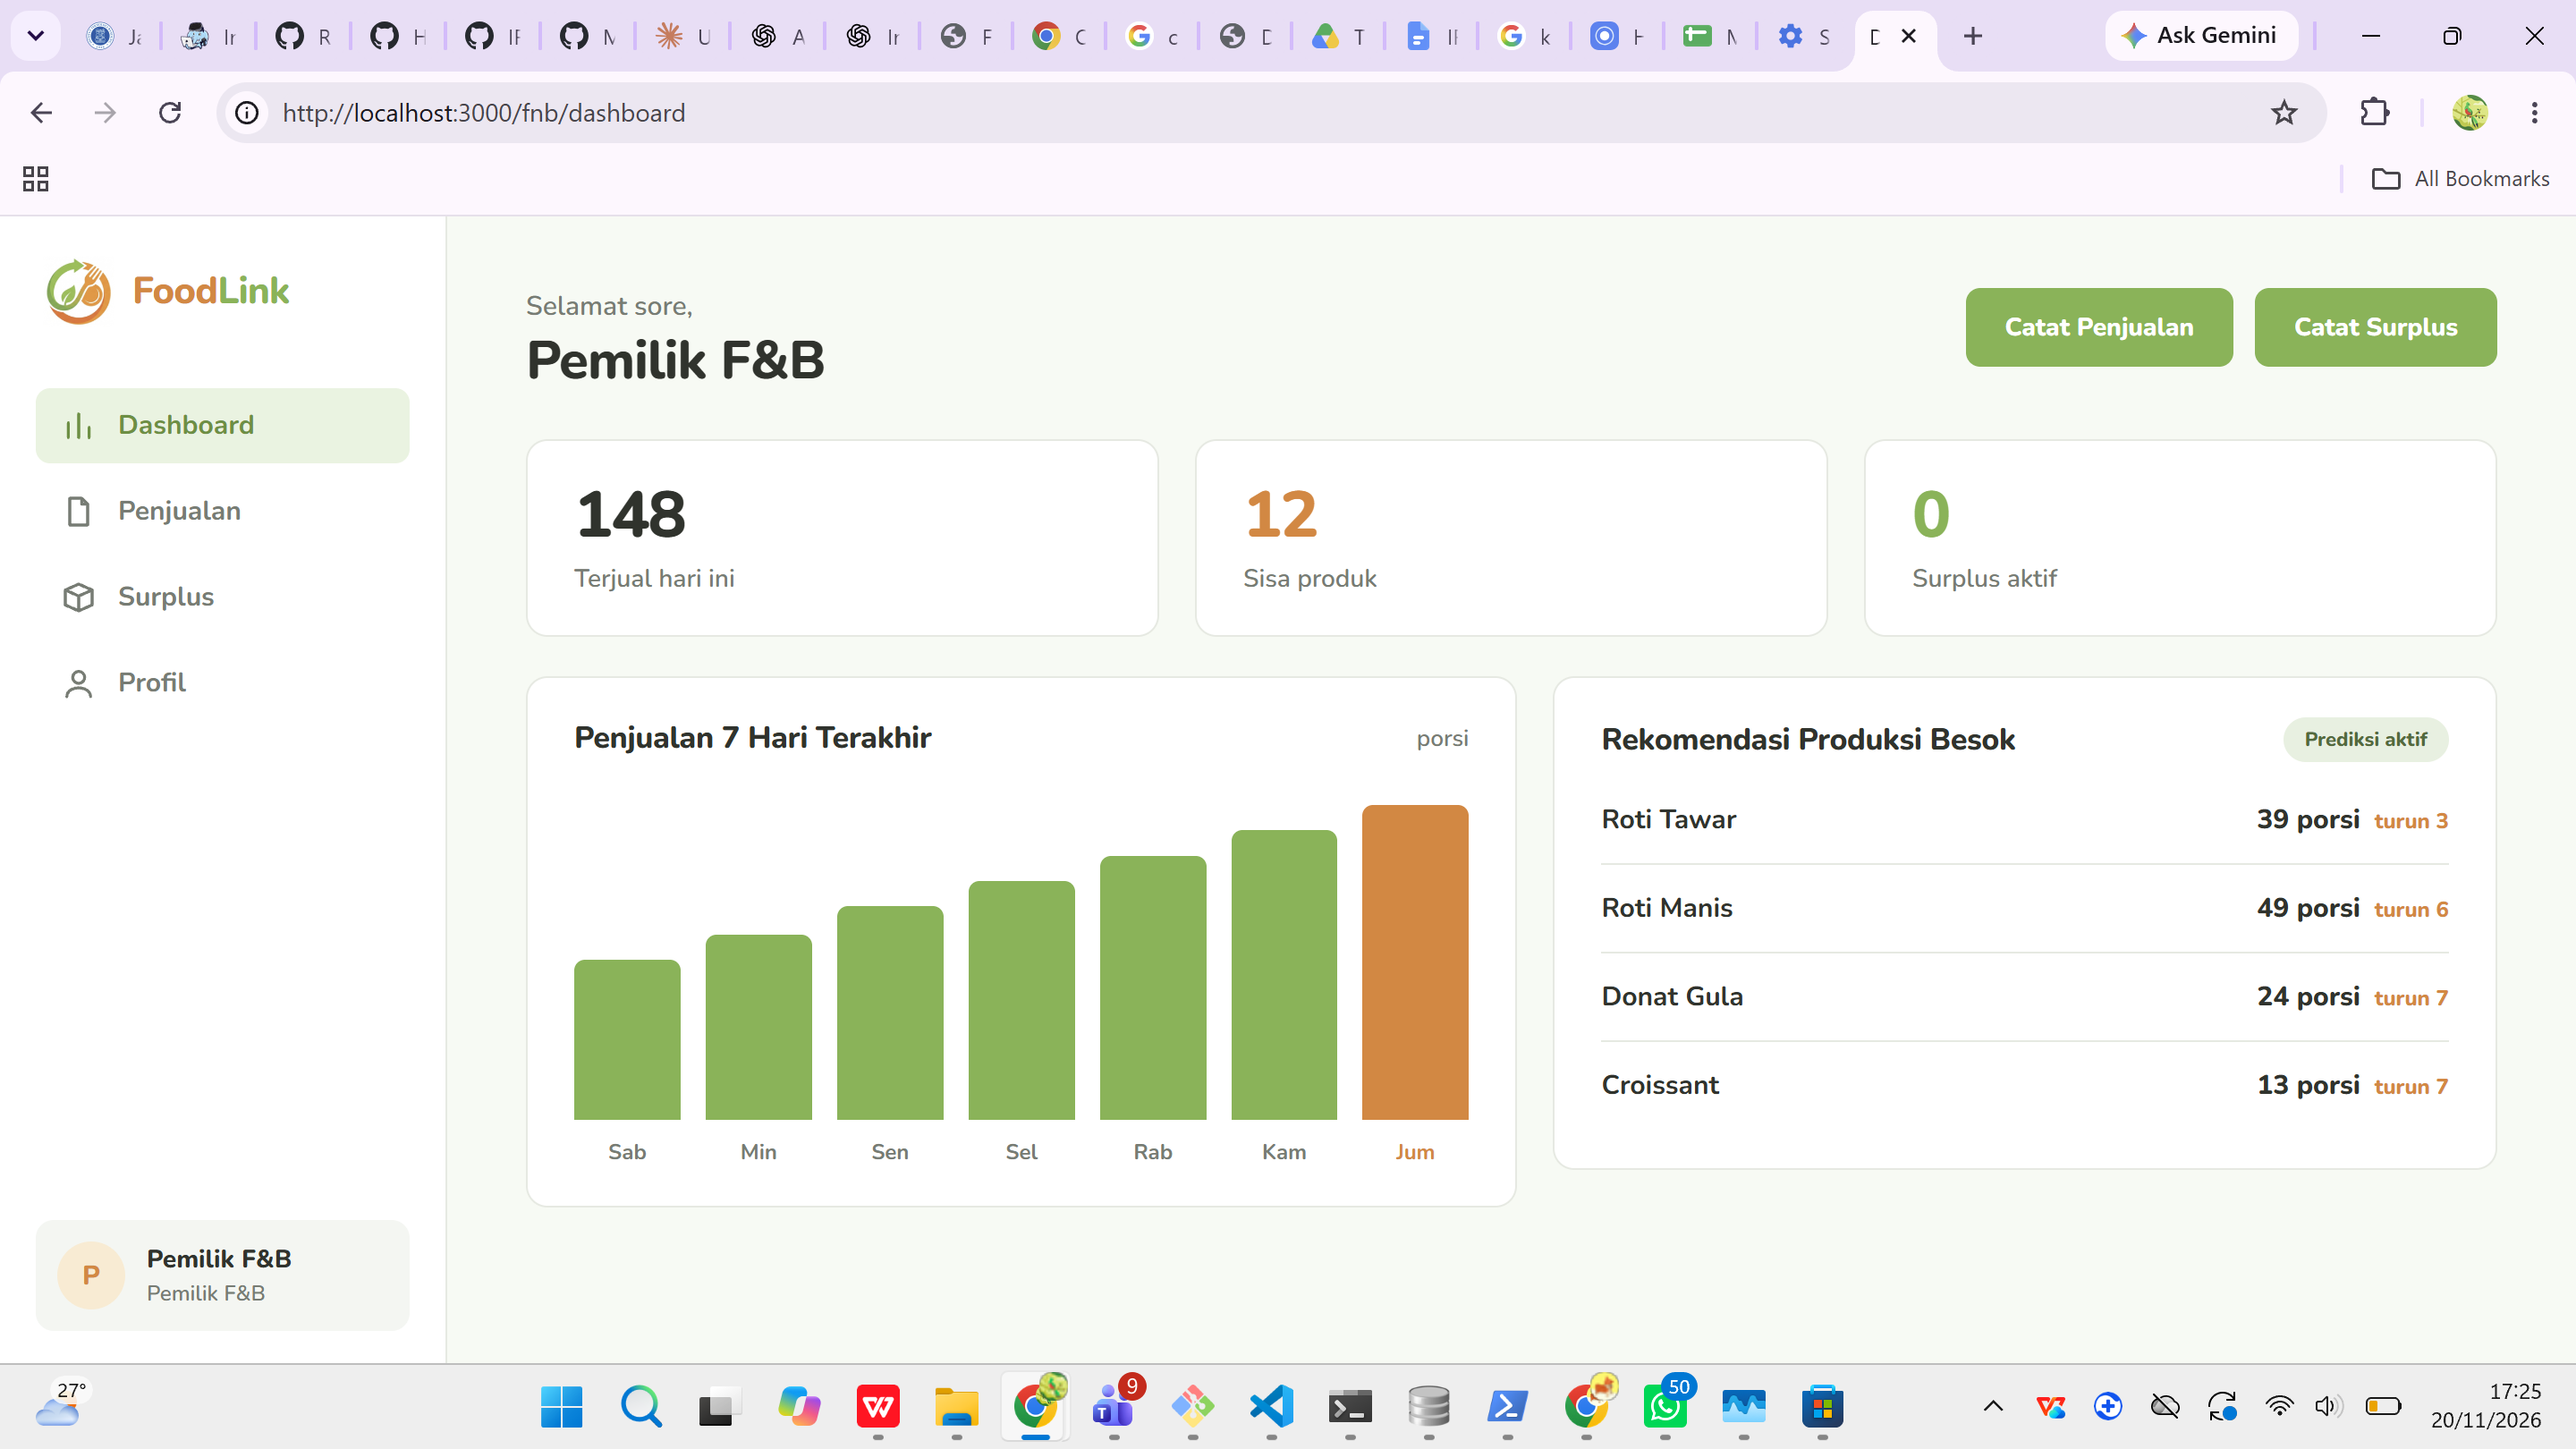 Ask Gemini
http://localhost:3000/fnb/dashboard
All Bookmarks
FoodLink
Dashboard
Penjualan
Surplus
Profil
P
Pemilik F&B
Pemilik F&B
Selamat sore,
Pemilik F&B
Catat Penjualan
Catat Surplus
148
Terjual hari ini
12
Sisa produk
0
Surplus aktif
Penjualan 7 Hari Terakhir
porsi
Sab Min Sen Sel Rab Kam Jum
Rekomendasi Produksi Besok
Prediksi aktif
Roti Tawar 39 porsi turun 3
Roti Manis 49 porsi turun 6
Donat Gula 24 porsi turun 7
Croissant 13 porsi turun 7
27°
9
50
17:25
20/11/2026